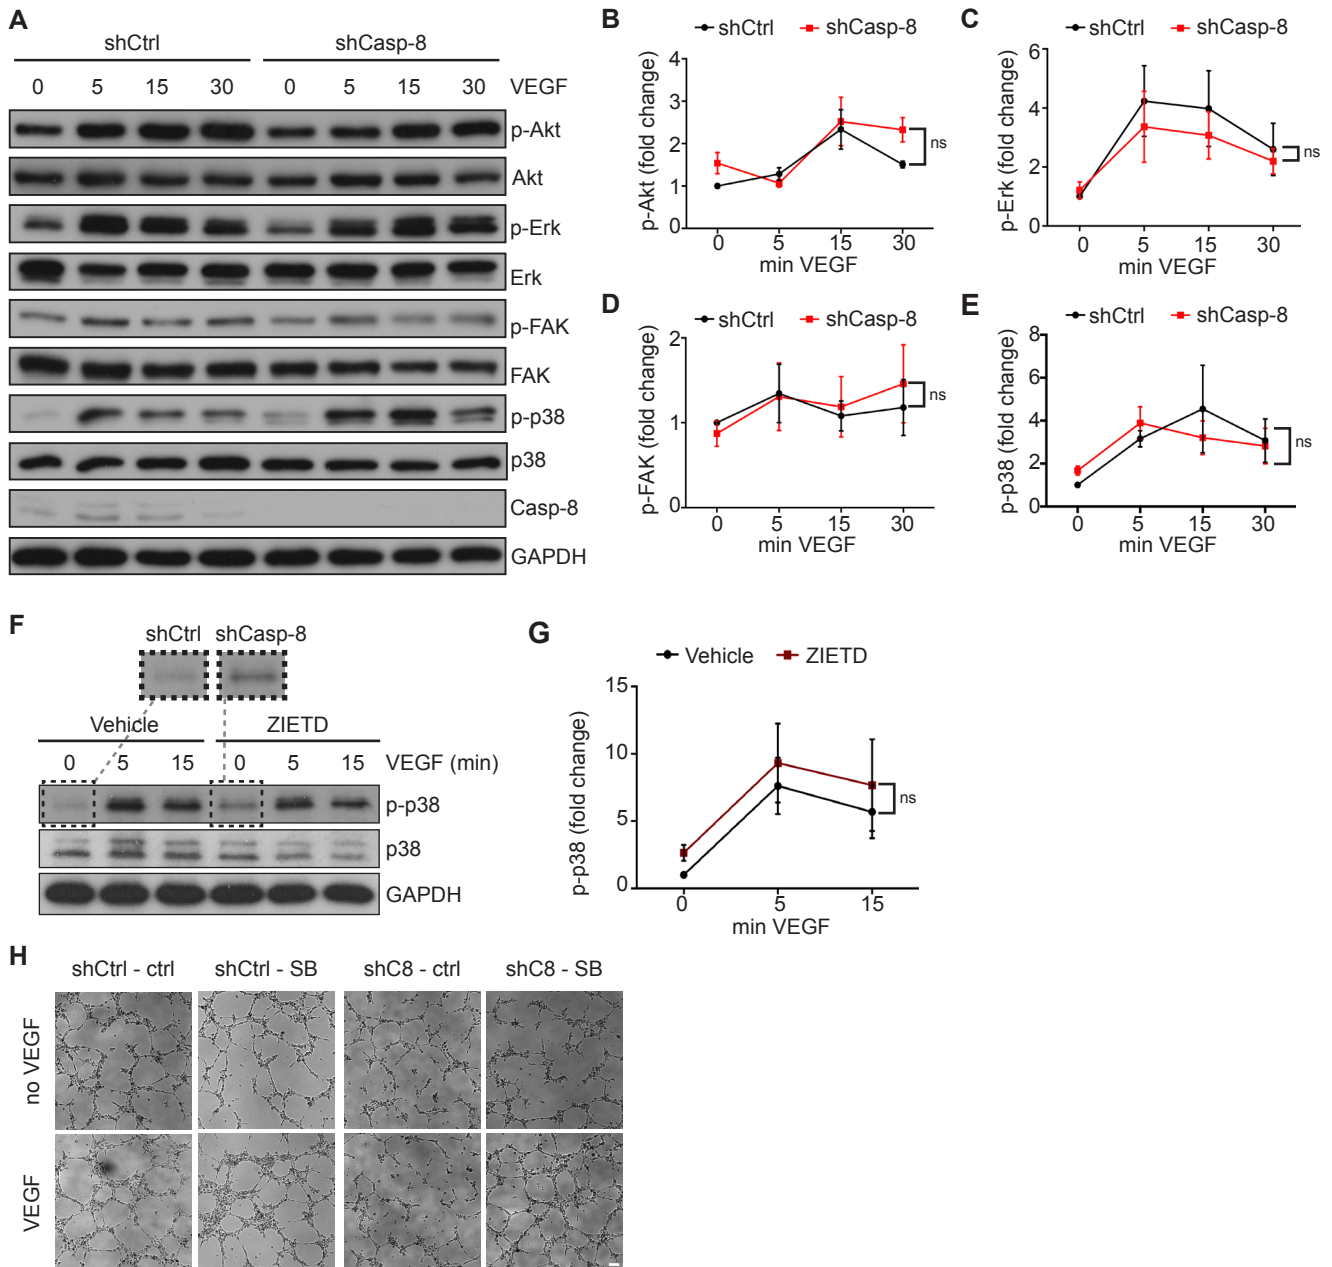 A
shCtrl shCasp-8
0 5 15 30 0 5 15 30 VEGF
p-Akt
Akt
p-Erk
Erk
p-FAK
FAK
p-p38
p38
Casp-8
GAPDH
B
shCtrl shCasp-8
p-Akt (fold change)
4
3
2
1
0
ns
0 5 15 30
min VEGF
C
shCtrl shCasp-8
p-Erk (fold change)
6
4
2
0
ns
0 5 15 30
min VEGF
D
shCtrl shCasp-8
p-FAK (fold change)
2
1
0
ns
0 5 15 30
min VEGF
E
shCtrl shCasp-8
p-p38 (fold change)
8
6
4
2
0
ns
0 5 15 30
min VEGF
F
shCtrl shCasp-8
Vehicle ZIETD
0 5 15 0 5 15 VEGF (min)
p-p38
p38
GAPDH
G
Vehicle ZIETD
p-p38 (fold change)
15
10
5
0
ns
0 5 15
min VEGF
H
shCtrl - ctrl shCtrl - SB shC8 - ctrl shC8 - SB
no VEGF
VEGF